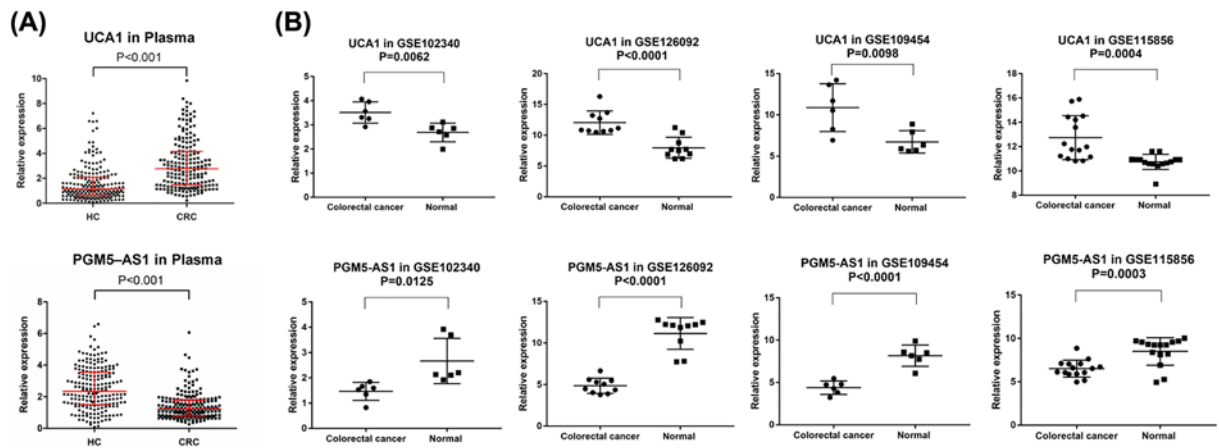 (A)
UCA1 in Plasma
P<0.001
Relative expression
10
8
6
4
2
0
HC CRC
PGM5–AS1 in Plasma
P<0.001
Relative expression
8
6
4
2
0
HC CRC
(B)
UCA1 in GSE102340
P=0.0062
Relative expression
5
4
3
2
1
0
Colorectal cancer Normal
UCA1 in GSE126092
P<0.0001
Relative expression
20
15
10
5
0
Colorectal cancer Normal
UCA1 in GSE109454
P=0.0098
Relative expression
15
10
5
0
Colorectal cancer Normal
UCA1 in GSE115856
P=0.0004
Relative expression
18
16
14
12
10
8
Colorectal cancer Normal
PGM5-AS1 in GSE102340
P=0.0125
Relative expression
5
4
3
2
1
0
Colorectal cancer Normal
PGM5-AS1 in GSE126092
P<0.0001
Relative expression
15
10
5
0
Colorectal cancer Normal
PGM5-AS1 in GSE109454
P<0.0001
Relative expression
15
10
5
0
Colorectal cancer Normal
PGM5-AS1 in GSE115856
P=0.0003
Relative expression
15
10
5
0
Colorectal cancer Normal